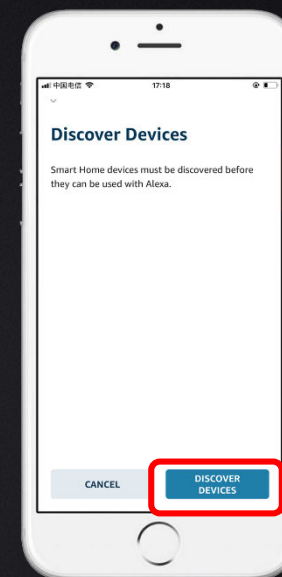 中国电信 17:18
Discover Devices
Smart Home devices must be discovered before
they can be used with Alexa.
CANCEL
DISCOVER
DEVICES